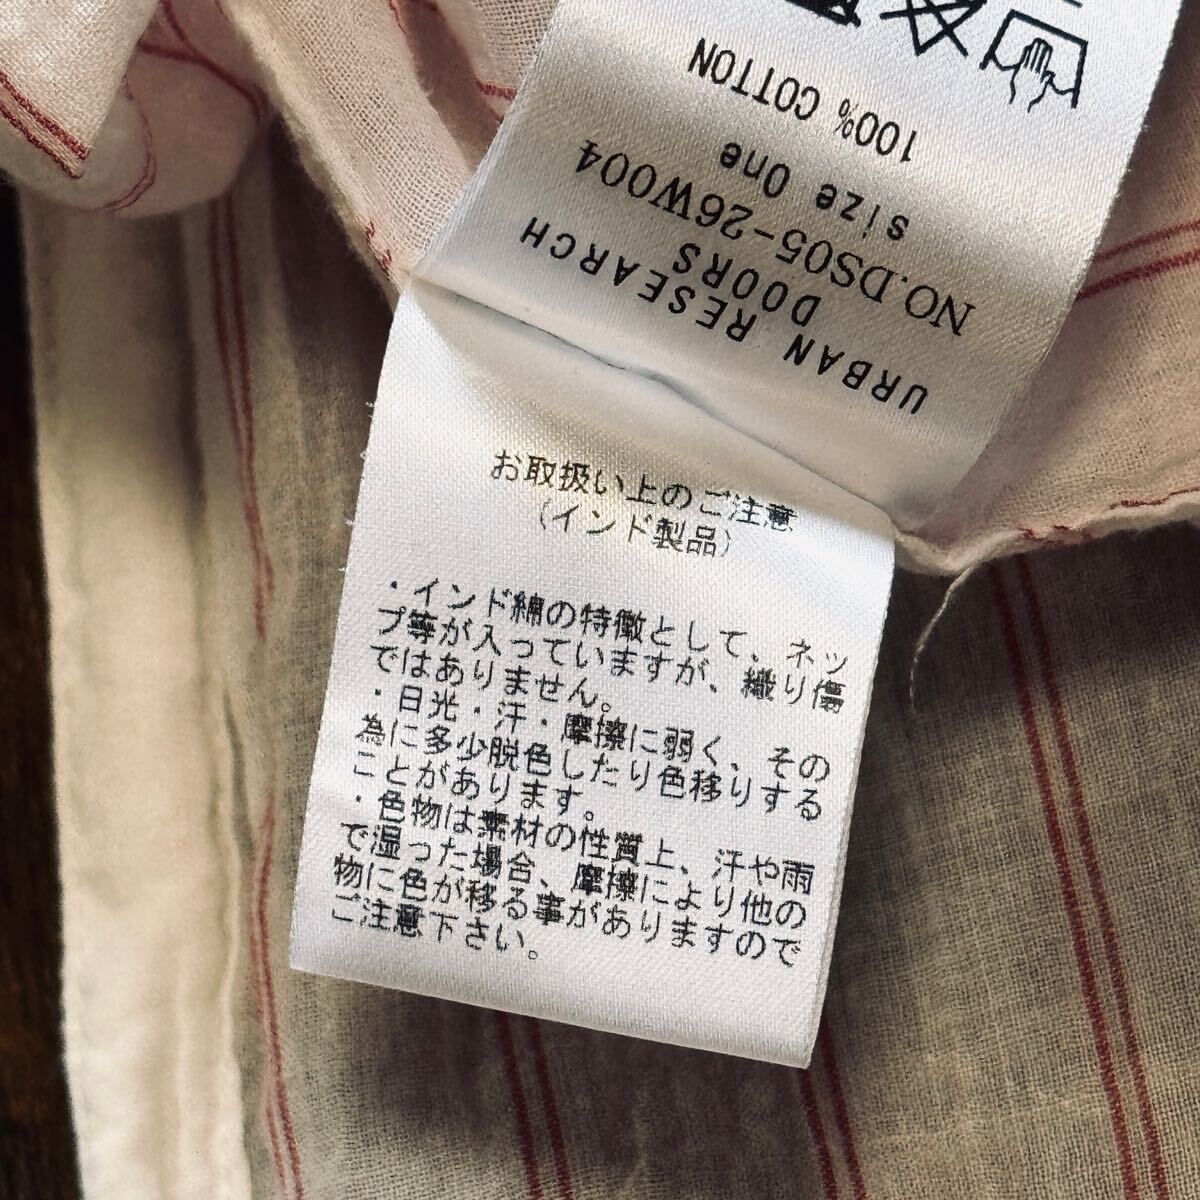 URBAN RESEARCH
DOORS
NO.DS05-26W004
size One
100% COTTON
お取扱い上のご注意
(インド製品)
・インド綿の特徴として、ネッ
プ等が入っていますが、織り傷
ではありません。
・日光・汗・摩擦に弱く、その
為に多少脱色したり色移りする
ことがあります。
・色物は素材の性質上、汗や雨
で湿った場合、摩擦により他の
物に色が移る事がありますので
ご注意下さい。